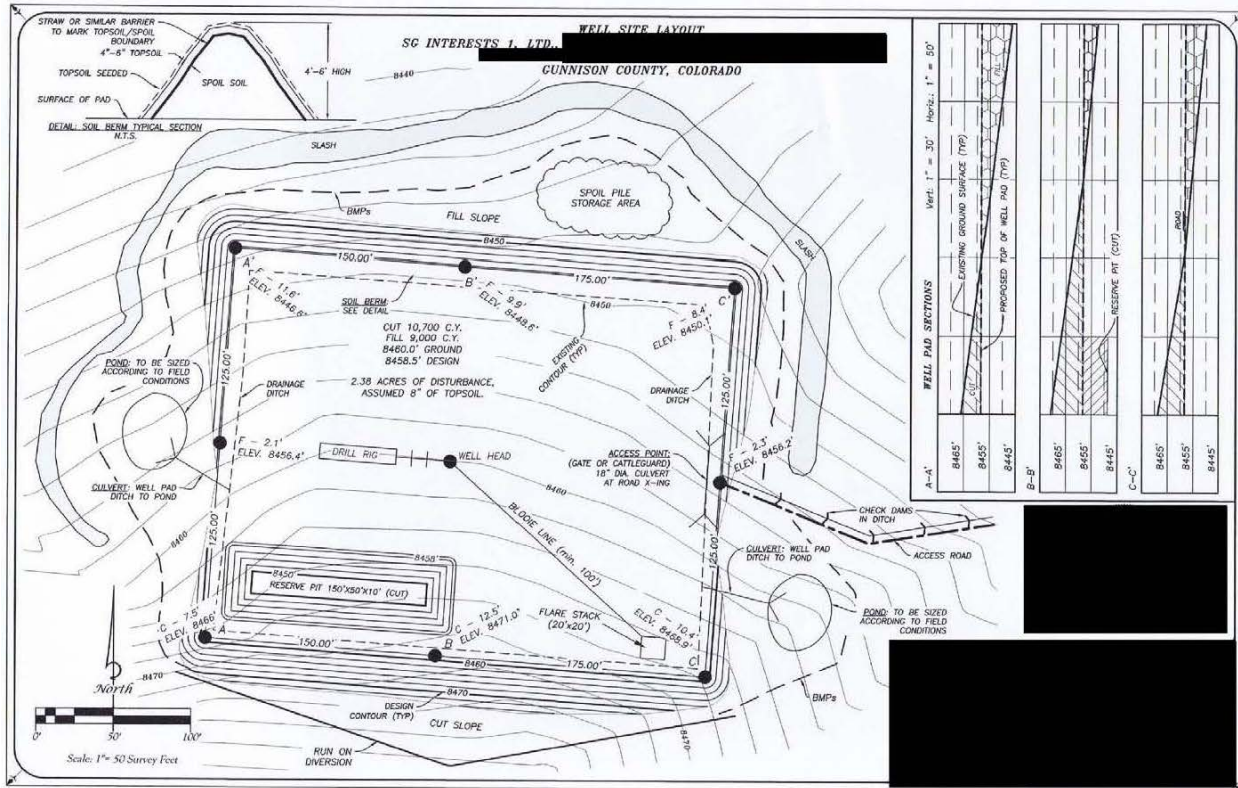 WELL SITE LAYOUT
SG INTERESTS 1, LTD.,
GUNNISON COUNTY, COLORADO
STRAW OR SIMILAR BARRIER
TO MARK TOPSOIL/SPOIL
BOUNDARY
4"-6" TOPSOIL
TOPSOIL SEEDED
SPOIL SOIL
4'-6' HIGH
SURFACE OF PAD
DETAIL: SOIL BERM TYPICAL SECTION
N.T.S.
8440
SLASH
BMPs
FILL SLOPE
SPOIL PILE
STORAGE AREA
SLASH
8450
150.00'
175.00'
A'
F - 11.6'
ELEV. 8446.6'
B'
F - 9.9'
ELEV. 8448.6'
C'
F - 8.4'
ELEV. 8450.1'
SOIL BERM:
SEE DETAIL
8450
EXISTING
CONTOUR (TYP)
CUT 10,700 C.Y.
FILL 9,000 C.Y.
8460.0' GROUND
8458.5' DESIGN
2.38 ACRES OF DISTURBANCE,
ASSUMED 8" OF TOPSOIL.
POND: TO BE SIZED
ACCORDING TO FIELD
CONDITIONS
125.00'
DRAINAGE
DITCH
DRAINAGE
DITCH
125.00'
F - 2.1'
ELEV. 8456.4'
DRILL RIG
WELL HEAD
ACCESS POINT:
(GATE OR CATTLEGUARD)
18" DIA. CULVERT
AT ROAD X-ING
F - 2.3'
ELEV. 8456.2'
CULVERT: WELL PAD
DITCH TO POND
8460
BLOOIE LINE (min. 100')
CHECK DAMS
IN DITCH
ACCESS ROAD
125.00'
8460
125.00'
CULVERT: WELL PAD
DITCH TO POND
8458'
8450
RESERVE PIT 150'X50'X10' (CUT)
FLARE STACK
(20'x20')
POND: TO BE SIZED
ACCORDING TO FIELD
CONDITIONS
C - 7.5'
ELEV. 8466'
A
C - 12.5'
ELEV. 8471.0'
B
C - 10.4'
ELEV. 8468.9'
C
150.00'
8460
175.00'
8470
8470
DESIGN
CONTOUR (TYP)
CUT SLOPE
BMPs
8470
North
0'
50'
100'
Scale: 1"= 50 Survey Feet
RUN ON
DIVERSION
WELL PAD SECTIONS
Vert: 1" = 30'
Horiz.: 1" = 50'
EXISTING GROUND SURFACE (TYP)
PROPOSED TOP OF WELL PAD (TYP)
FILL
CUT
A-A'
8465'
8455'
8445'
RESERVE PIT (CUT)
B-B'
8465'
8455'
8445'
ROAD
C-C'
8465'
8455'
8445'